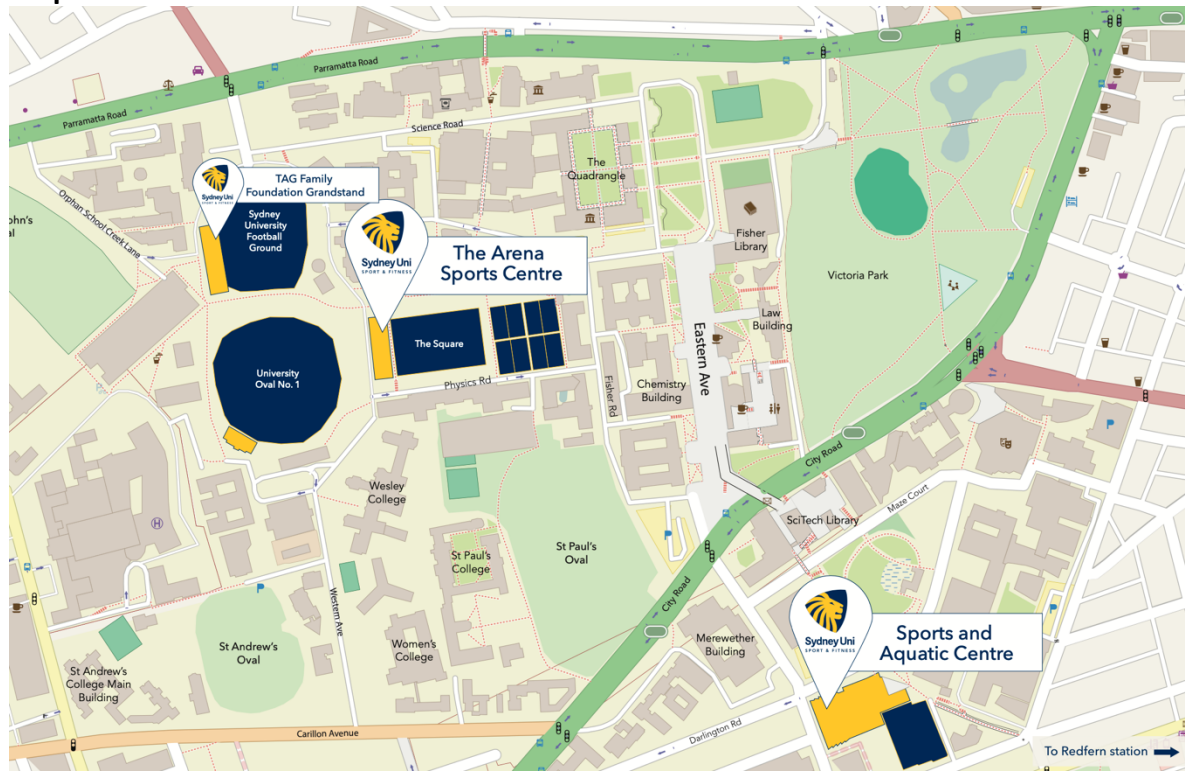 Parramatta Road
Parramatta Road
Science Road
Orphan School Creek Lane
Sydney Uni
TAG Family
Foundation Grandstand
Sydney
University
Football
Ground
The
Quadrangle
Fisher
Library
Victoria Park
ohn's
al
Sydney Uni
SPORT & FITNESS
The Arena
Sports Centre
The Square
Law
Building
Eastern Ave
University
Oval No. 1
Physics Rd
Fisher Rd
Chemistry
Building
City Road
Wesley
College
Maze Court
SciTech Library
St Paul's
College
St Paul's
Oval
City Road
Western Ave
Sydney Uni
SPORT & FITNESS
Sports and
Aquatic Centre
St Andrew's
Oval
Women's
College
Merewether
Building
St Andrew's
College Main
Building
Carillon Avenue
Darlington Rd
To Redfern station
H
P
P
P
P